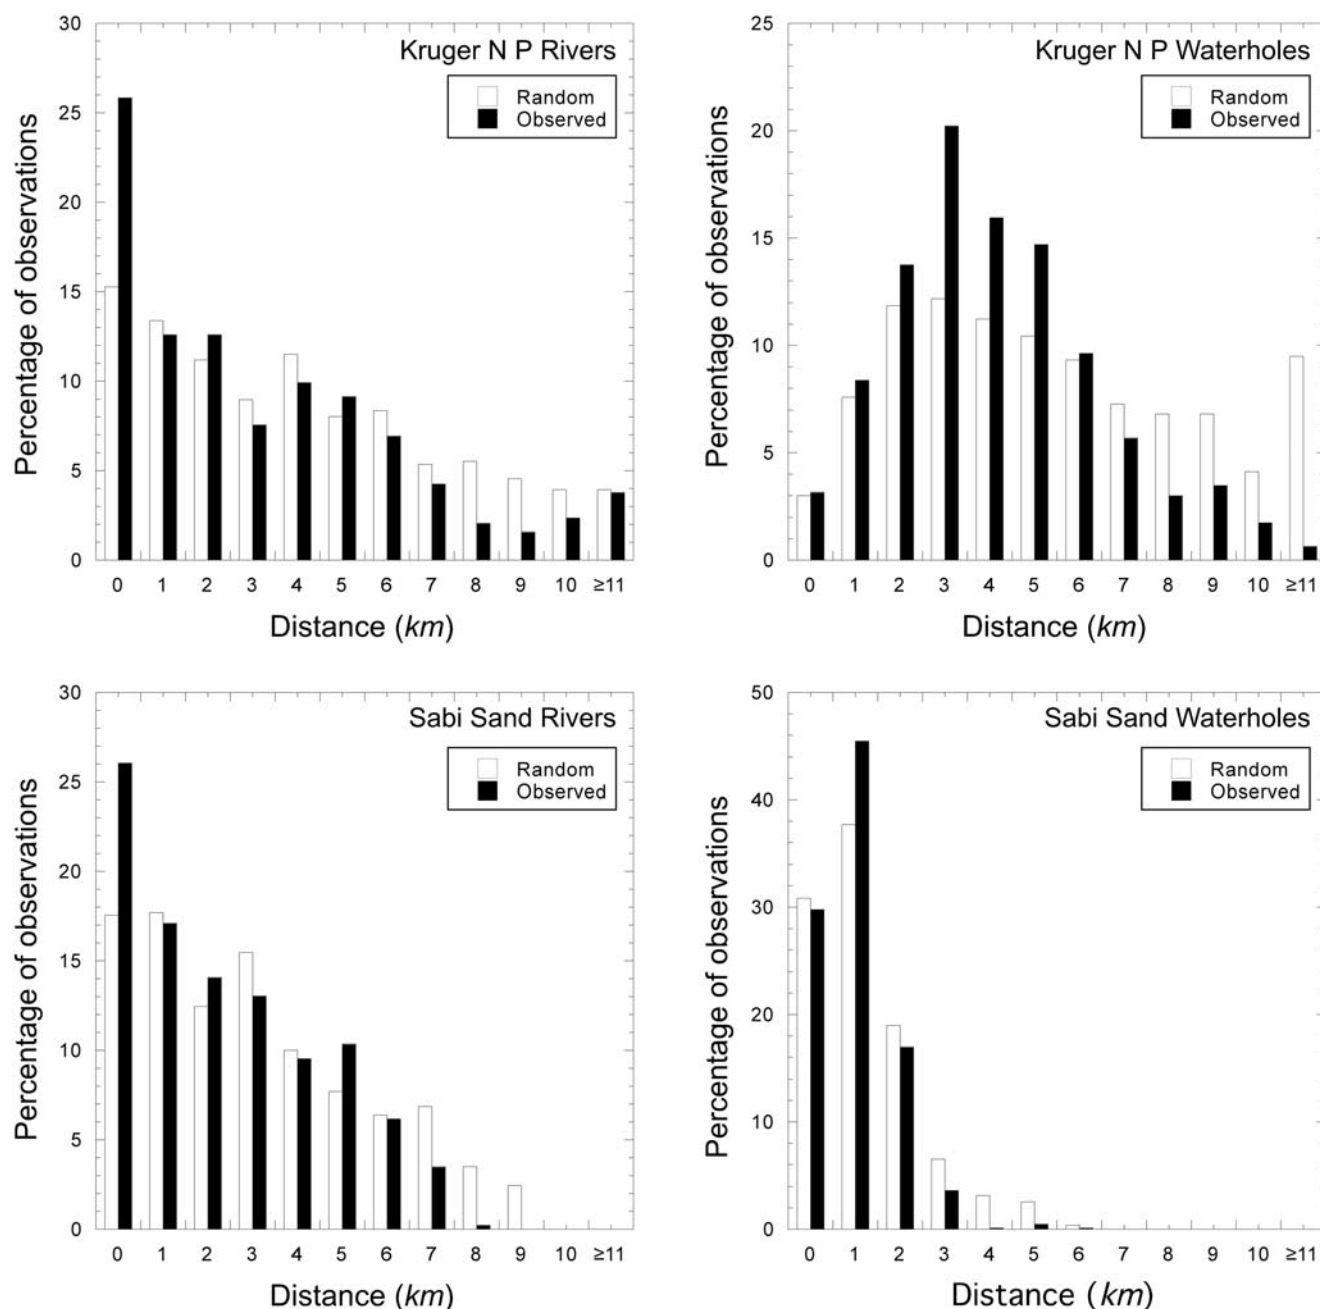 Kruger N P Rivers
Random
Observed
Percentage of observations
30
25
20
15
10
5
0
0 1 2 3 4 5 6 7 8 9 10 ≥11
Distance (km)
Kruger N P Waterholes
Random
Observed
Percentage of observations
25
20
15
10
5
0
0 1 2 3 4 5 6 7 8 9 10 ≥11
Distance (km)
Sabi Sand Rivers
Random
Observed
Percentage of observations
30
25
20
15
10
5
0
0 1 2 3 4 5 6 7 8 9 10 ≥11
Distance (km)
Sabi Sand Waterholes
Random
Observed
Percentage of observations
50
40
30
20
10
0
0 1 2 3 4 5 6 7 8 9 10 ≥11
Distance (km)